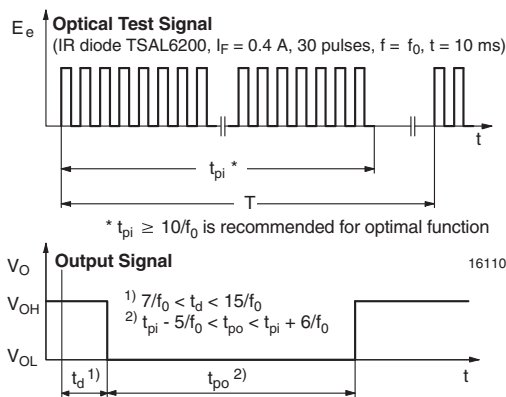 E_e Optical Test Signal
(IR diode TSAL6200, I_F = 0.4 A, 30 pulses, f = f_0, t = 10 ms)
t
t_pi *
T
* t_pi ≥ 10/f_0 is recommended for optimal function
V_O Output Signal 16110
V_OH
1) 7/f_0 < t_d < 15/f_0
2) t_pi - 5/f_0 < t_po < t_pi + 6/f_0
V_OL
t_d 1) t_po 2) t